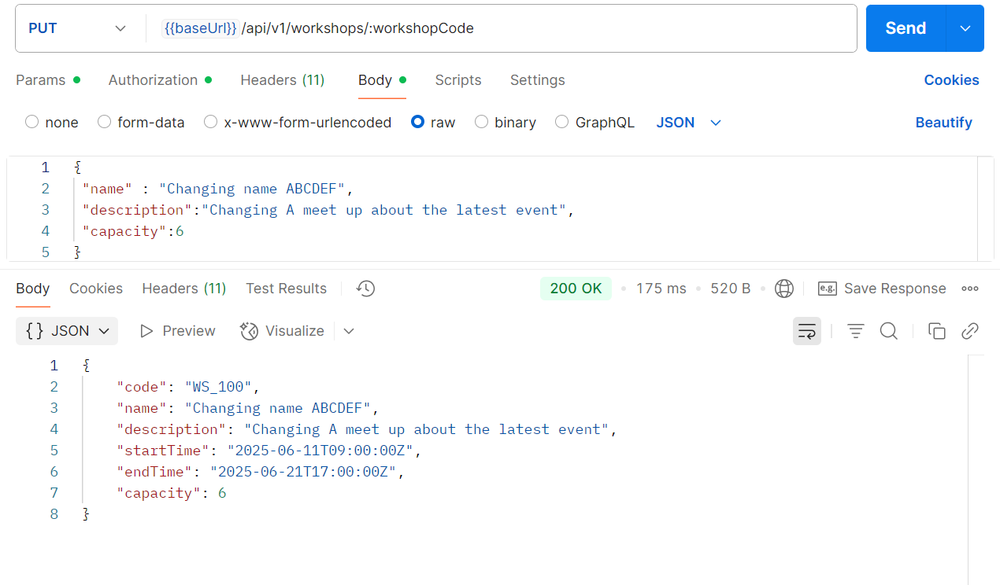 PUT {{baseUrl}} /api/v1/workshops/:workshopCode Send
Params Authorization Headers (11) Body Scripts Settings Cookies
none form-data x-www-form-urlencoded raw binary GraphQL JSON Beautify
1 {
2 "name" : "Changing name ABCDEF",
3 "description":"Changing A meet up about the latest event",
4 "capacity":6
5 }
Body Cookies Headers (11) Test Results 200 OK 175 ms 520 B e.g. Save Response
{} JSON Preview Visualize
1 {
2 "code": "WS_100",
3 "name": "Changing name ABCDEF",
4 "description": "Changing A meet up about the latest event",
5 "startTime": "2025-06-11T09:00:00Z",
6 "endTime": "2025-06-21T17:00:00Z",
7 "capacity": 6
8 }